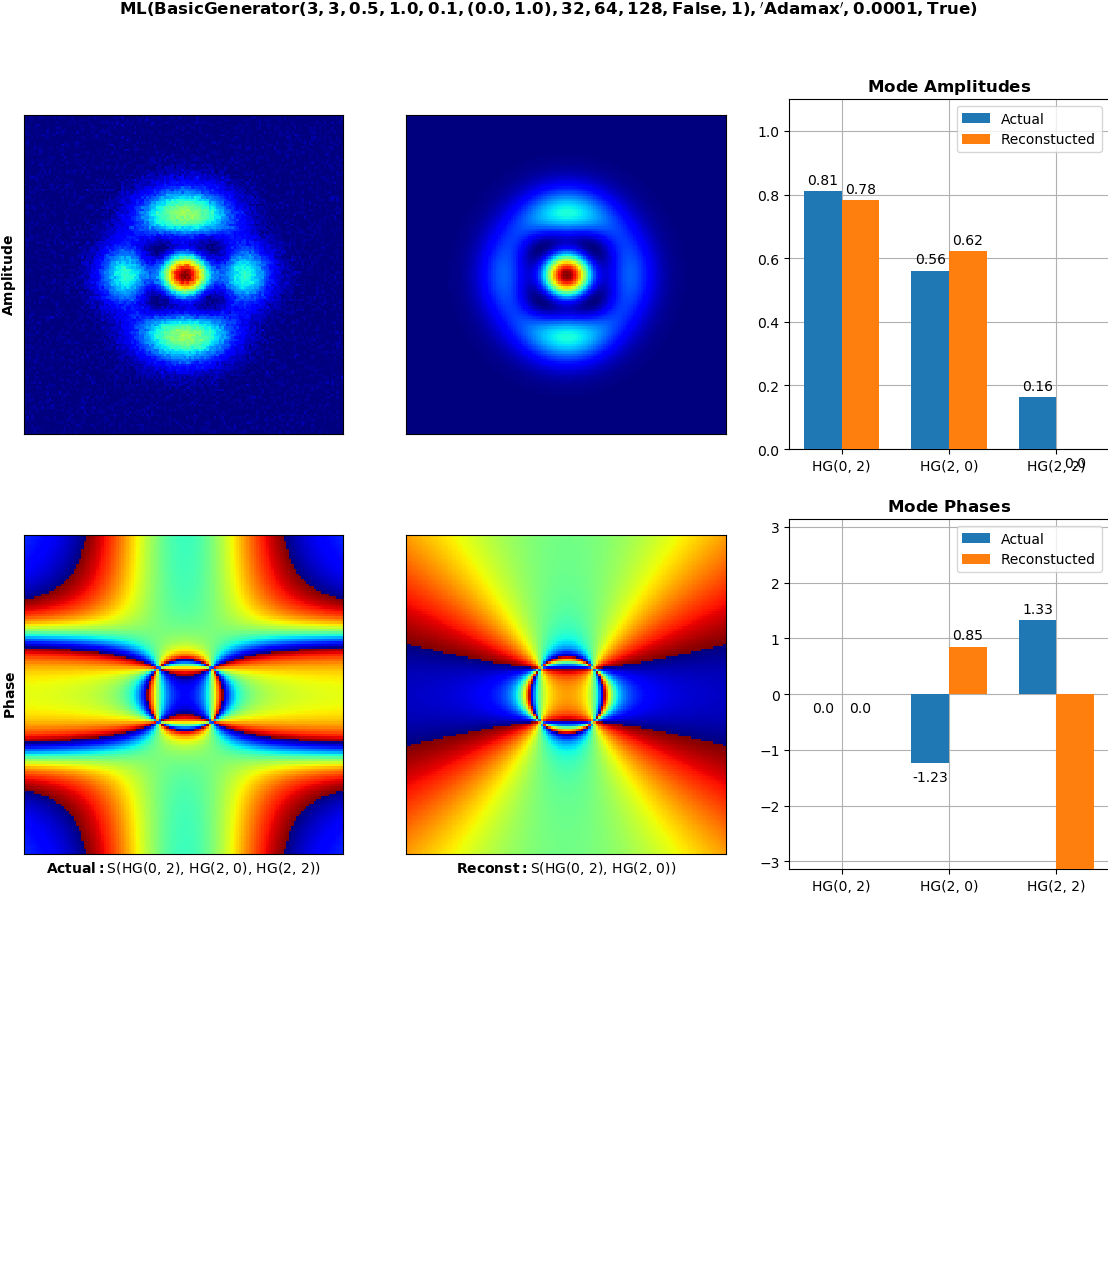 ML(BasicGenerator(3, 3, 0.5, 1.0, 0.1, (0.0, 1.0), 32, 64, 128, False, 1), ′Adamax′, 0.0001, True)
Amplitude
Mode Amplitudes
Actual
Reconstucted
1.0
0.8
0.6
0.4
0.2
0.0
0.81
0.78
0.56
0.62
0.16
0.0
HG(0, 2)
HG(2, 0)
HG(2, 2)
Phase
Actual: S(HG(0, 2), HG(2, 0), HG(2, 2))
Reconst: S(HG(0, 2), HG(2, 0))
Mode Phases
Actual
Reconstucted
3
2
1
0
−1
−2
−3
0.0
0.0
-1.23
0.85
1.33
HG(0, 2)
HG(2, 0)
HG(2, 2)